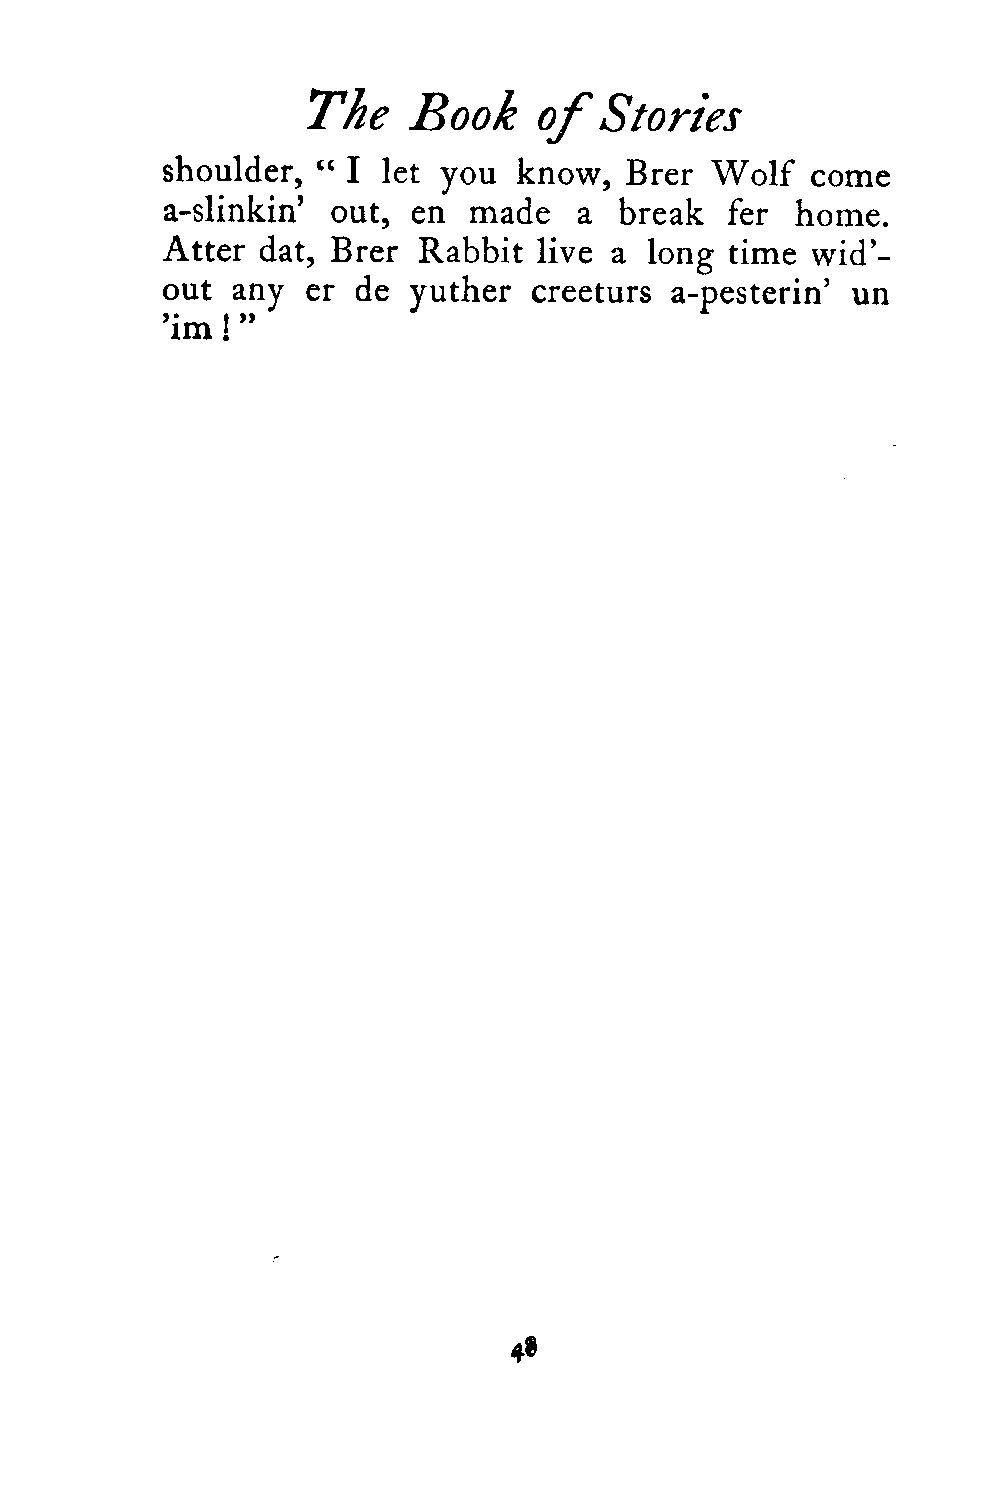 The Book of Stories
shoulder, “ I let you know, Brer Wolf come
a-slinkin’ out, en made a break fer home.
Atter dat, Brer Rabbit live a long time wid’-
out any er de yuther creeturs a-pesterin’ un
’im ! ”
48